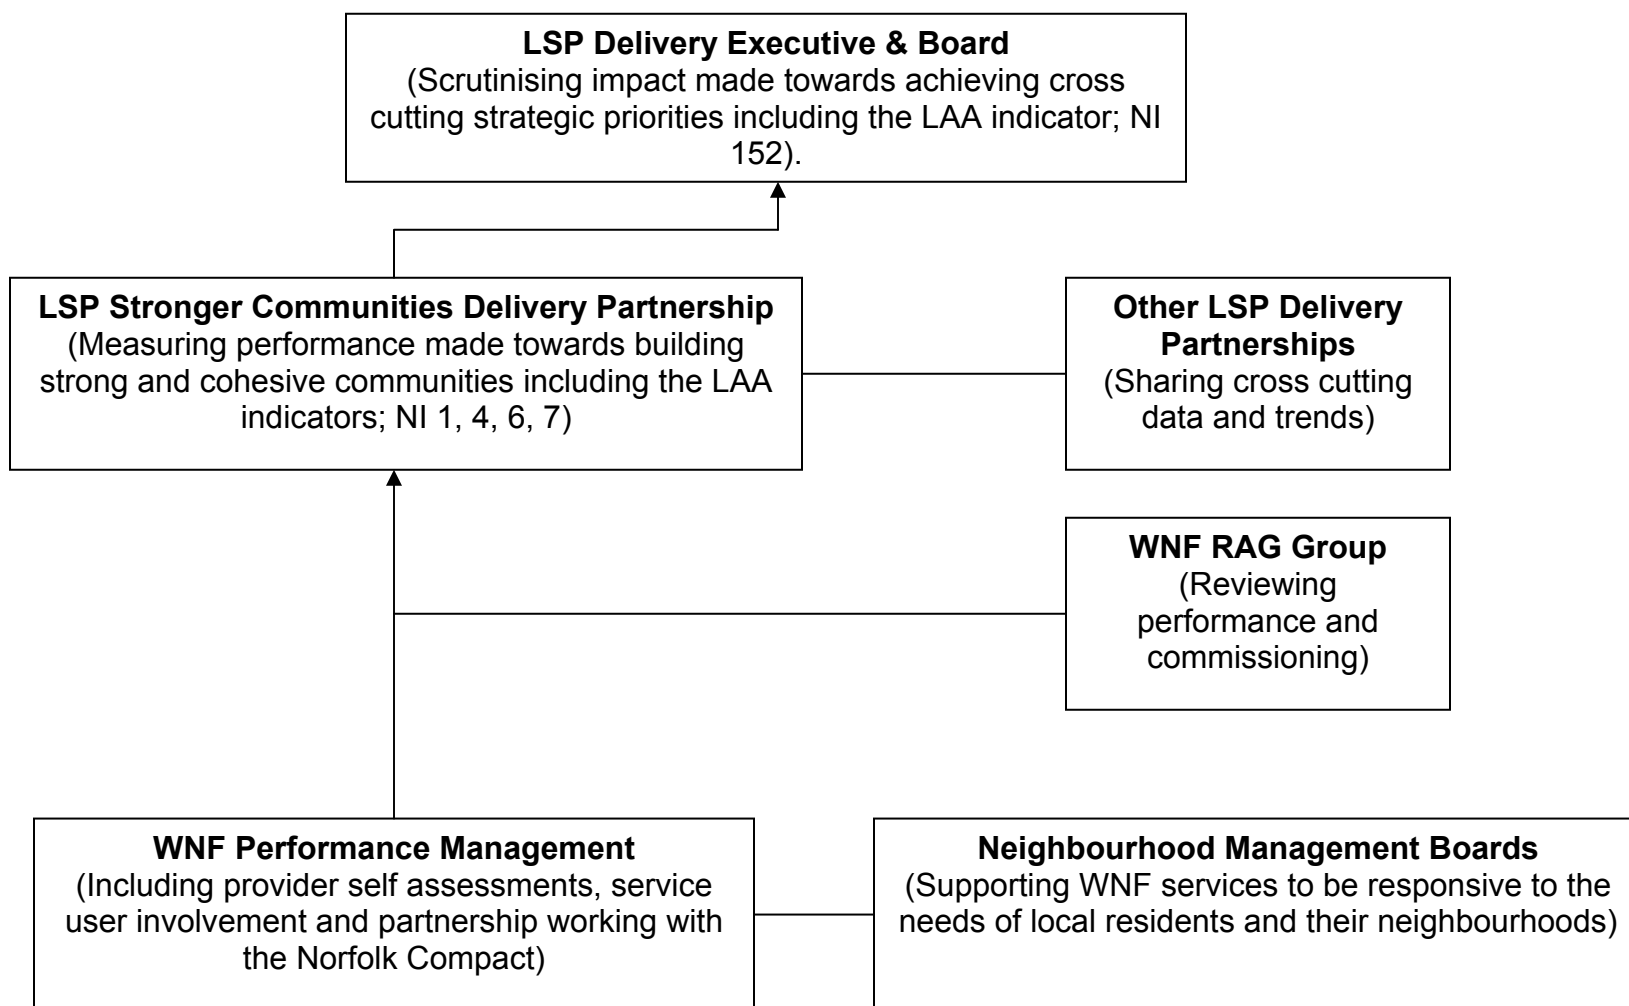 LSP Delivery Executive & Board
(Scrutinising impact made towards achieving cross
cutting strategic priorities including the LAA indicator; NI
152).
LSP Stronger Communities Delivery Partnership
(Measuring performance made towards building
strong and cohesive communities including the LAA
indicators; NI 1, 4, 6, 7)
Other LSP Delivery
Partnerships
(Sharing cross cutting
data and trends)
WNF RAG Group
(Reviewing
performance and
commissioning)
WNF Performance Management
(Including provider self assessments, service
user involvement and partnership working with
the Norfolk Compact)
Neighbourhood Management Boards
(Supporting WNF services to be responsive to the
needs of local residents and their neighbourhoods)